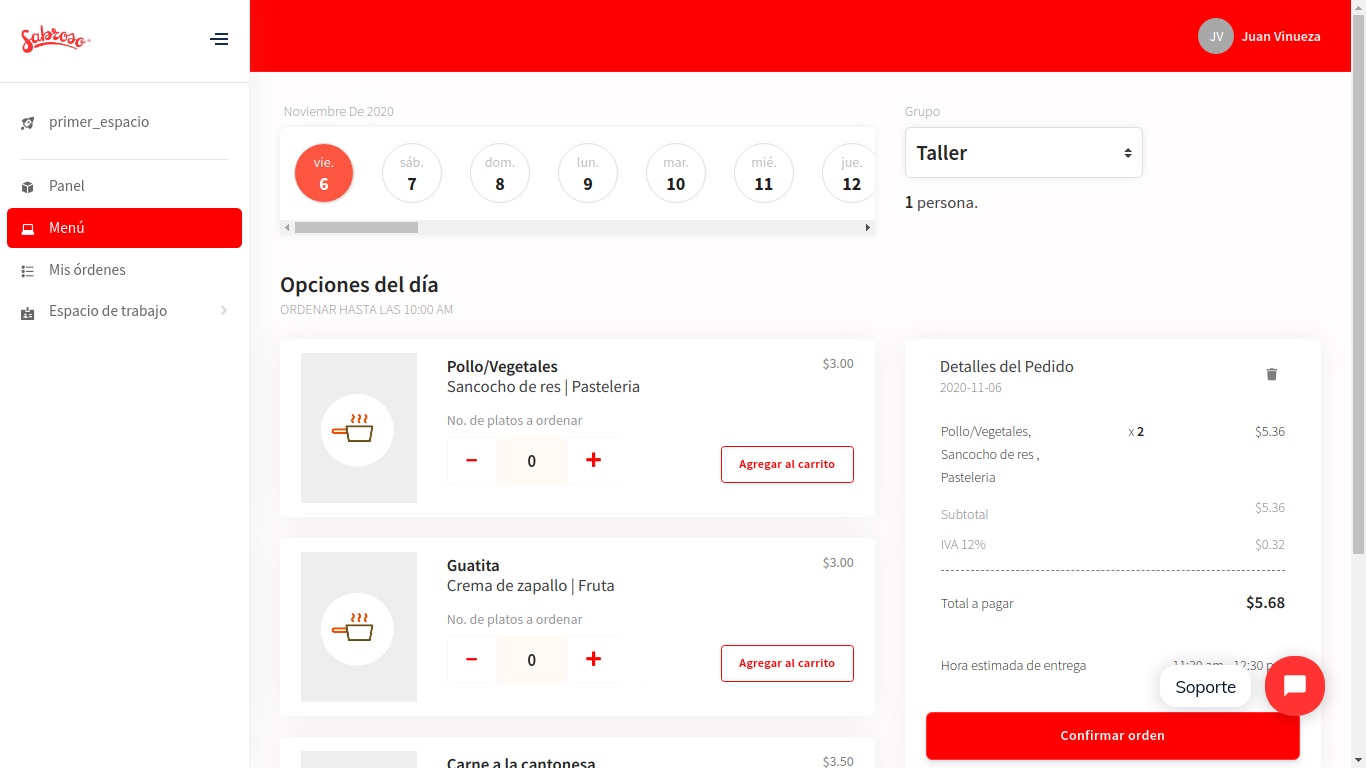 Sabroso
JV
Juan Vinueza
primer_espacio
Panel
Menú
Mis órdenes
Espacio de trabajo
Noviembre De 2020
vie.
6
sáb.
7
dom.
8
lun.
9
mar.
10
mié.
11
jue.
12
Grupo
Taller
1 persona.
Opciones del día
ORDENAR HASTA LAS 10:00 AM
Pollo/Vegetales
$3.00
Sancocho de res | Pasteleria
No. de platos a ordenar
0
Agregar al carrito
Guatita
$3.00
Crema de zapallo | Fruta
No. de platos a ordenar
0
Agregar al carrito
Carne a la cantonesa
$3.50
Detalles del Pedido
2020-11-06
Pollo/Vegetales, x 2 $5.36
Sancocho de res ,
Pasteleria
Subtotal $5.36
IVA 12% $0.32
Total a pagar $5.68
Hora estimada de entrega 11:30 am - 12:30 p
Soporte
Confirmar orden